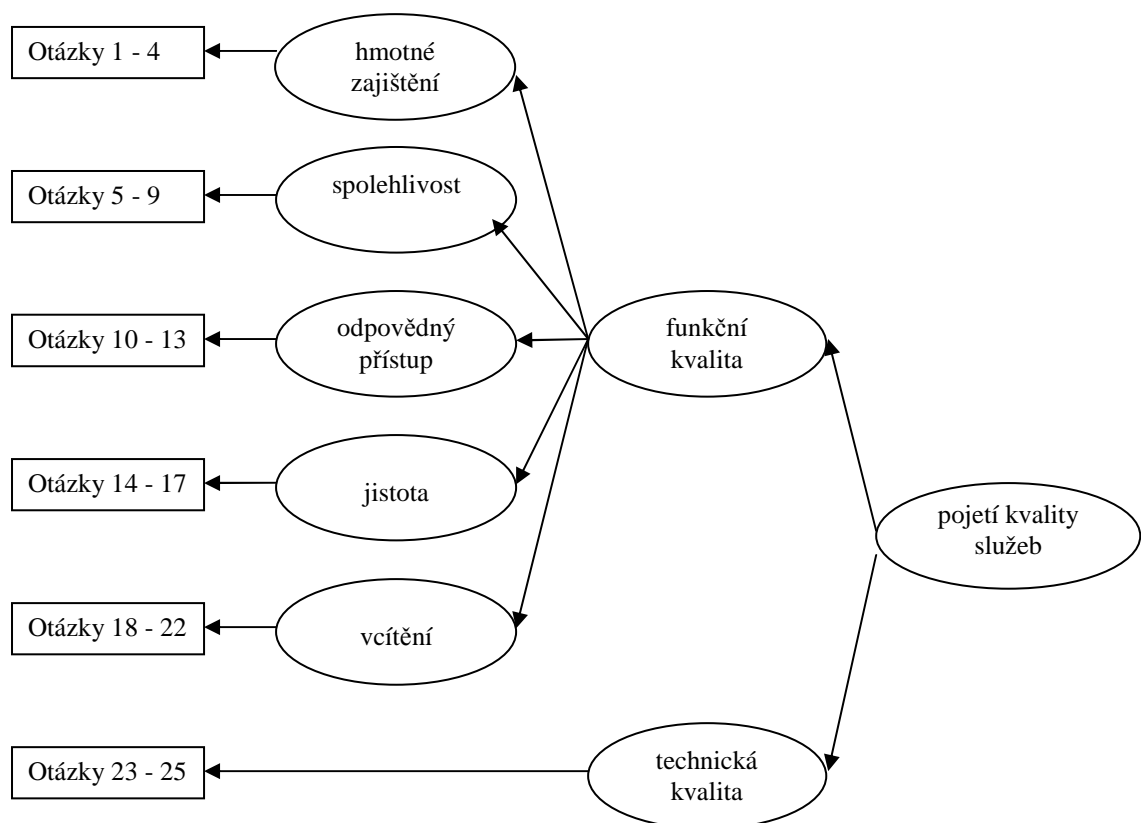 Otázky 1 - 4
hmotné
zajištění
Otázky 5 - 9
spolehlivost
Otázky 10 - 13
odpovědný
přístup
funkční
kvalita
Otázky 14 - 17
jistota
pojetí kvality
služeb
Otázky 18 - 22
vcítění
Otázky 23 - 25
technická
kvalita